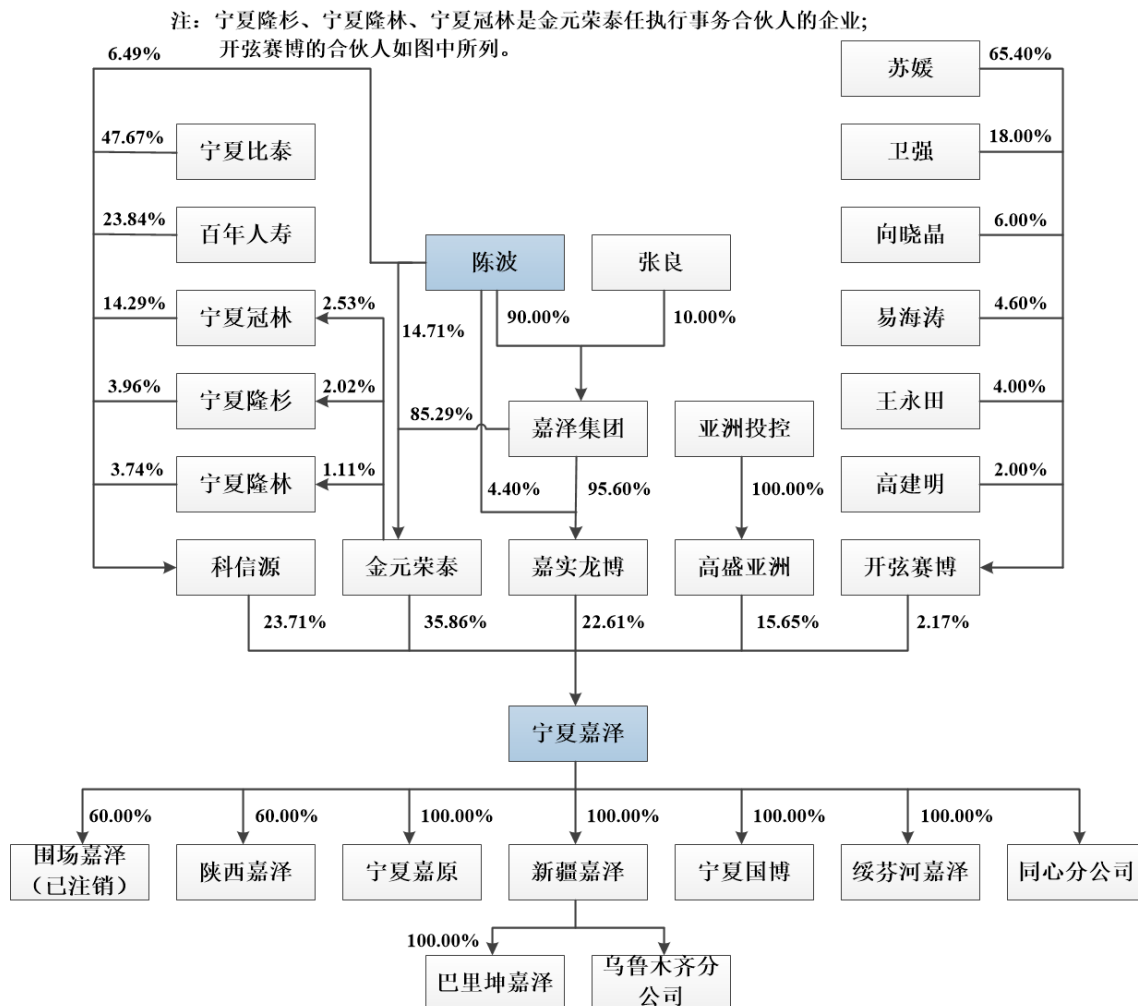 注：宁夏隆杉、宁夏隆林、宁夏冠林是金元荣泰任执行事务合伙人的企业;
开弦赛博的合伙人如图中所列。
6.49%
苏媛
65.40%
47.67%
宁夏比泰
卫强
18.00%
23.84%
百年人寿
陈波
张良
向晓晶
6.00%
14.29%
宁夏冠林
2.53%
14.71%
90.00%
10.00%
易海涛
4.60%
3.96%
宁夏隆杉
2.02%
85.29%
嘉泽集团
亚洲投控
王永田
4.00%
3.74%
宁夏隆林
1.11%
4.40%
95.60%
100.00%
高建明
2.00%
科信源
金元荣泰
嘉实龙博
高盛亚洲
开弦赛博
23.71%
35.86%
22.61%
15.65%
2.17%
宁夏嘉泽
60.00%
60.00%
100.00%
100.00%
100.00%
100.00%
围场嘉泽
（已注销）
陕西嘉泽
宁夏嘉原
新疆嘉泽
宁夏国博
绥芬河嘉泽
同心分公司
100.00%
巴里坤嘉泽
乌鲁木齐分
公司